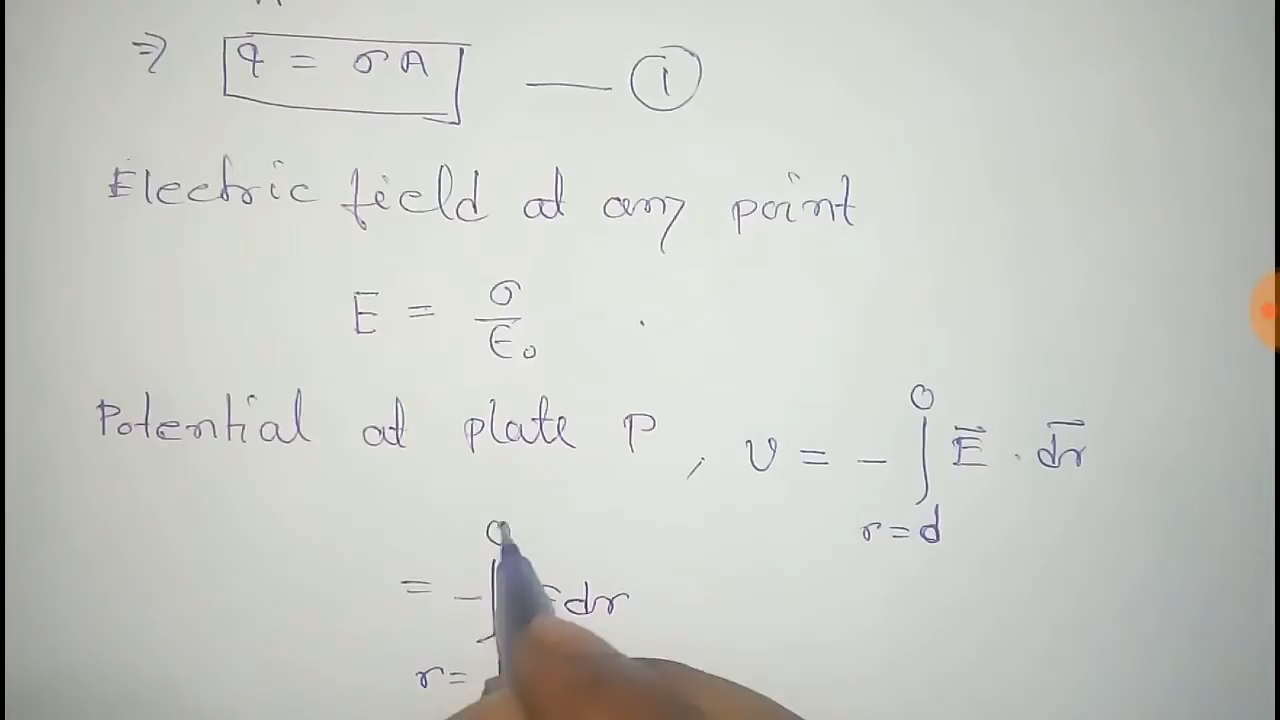 ⇒ q = σA —— ①
Electric field at any point
E = σ/ε₀
Potential at plate P, v = - ∫_{r=d}^{0} E⃗ . dr⃗
= - ∫_{r=}^{0} dr